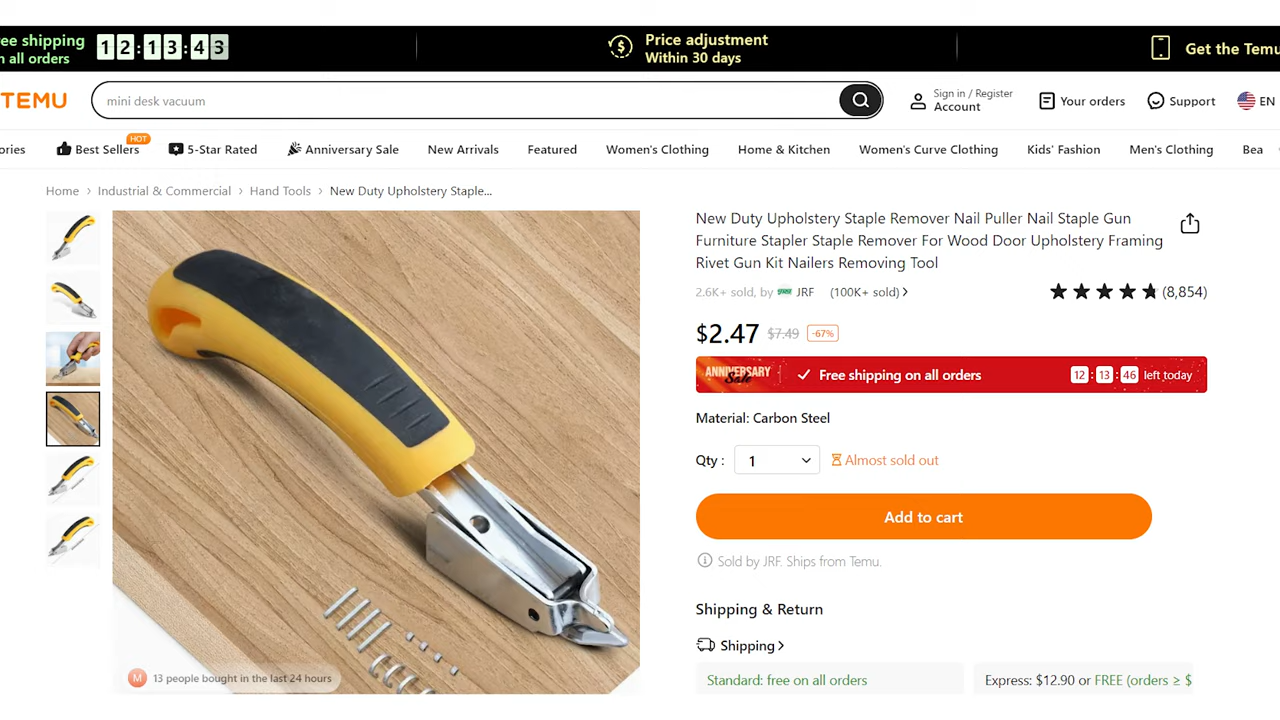 ree shipping
n all orders
12:13:43
Price adjustment
Within 30 days
Get the Temu
TEMU
mini desk vacuum
Sign in / Register
Account
Your orders
Support
EN
ories
Best Sellers
HOT
5-Star Rated
Anniversary Sale
New Arrivals
Featured
Women's Clothing
Home & Kitchen
Women's Curve Clothing
Kids' Fashion
Men's Clothing
Bea
Home > Industrial & Commercial > Hand Tools > New Duty Upholstery Staple...
New Duty Upholstery Staple Remover Nail Puller Nail Staple Gun
Furniture Stapler Staple Remover For Wood Door Upholstery Framing
Rivet Gun Kit Nailers Removing Tool
2.6K+ sold, by JRF (100K+ sold) >
(8,854)
$2.47 $7.49 -67%
ANNIVERSARY
Sale
Free shipping on all orders
12:13:46 left today
Material: Carbon Steel
Qty : 1
Almost sold out
Add to cart
Sold by JRF. Ships from Temu.
Shipping & Return
Shipping >
Standard: free on all orders
Express: $12.90 or FREE (orders ≥ $
M 13 people bought in the last 24 hours